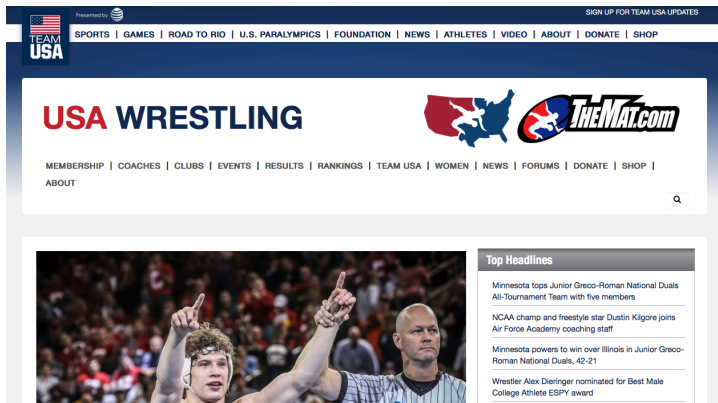 Presented by
SIGN UP FOR TEAM USA UPDATES
TEAM
USA
SPORTS | GAMES | ROAD TO RIO | U.S. PARALYMPICS | FOUNDATION | NEWS | ATHLETES | VIDEO | ABOUT | DONATE | SHOP
USA WRESTLING
THEMAT.COM
MEMBERSHIP | COACHES | CLUBS | EVENTS | RESULTS | RANKINGS | TEAM USA | WOMEN | NEWS | FORUMS | DONATE | SHOP |
ABOUT
Top Headlines
Minnesota tops Junior Greco-Roman National Duals
All-Tournament Team with five members
NCAA champ and freestyle star Dustin Kilgore joins
Air Force Academy coaching staff
Minnesota powers to win over Illinois in Junior Greco-
Roman National Duals, 42-21
Wrestler Alex Dieringer nominated for Best Male
College Athlete ESPY award